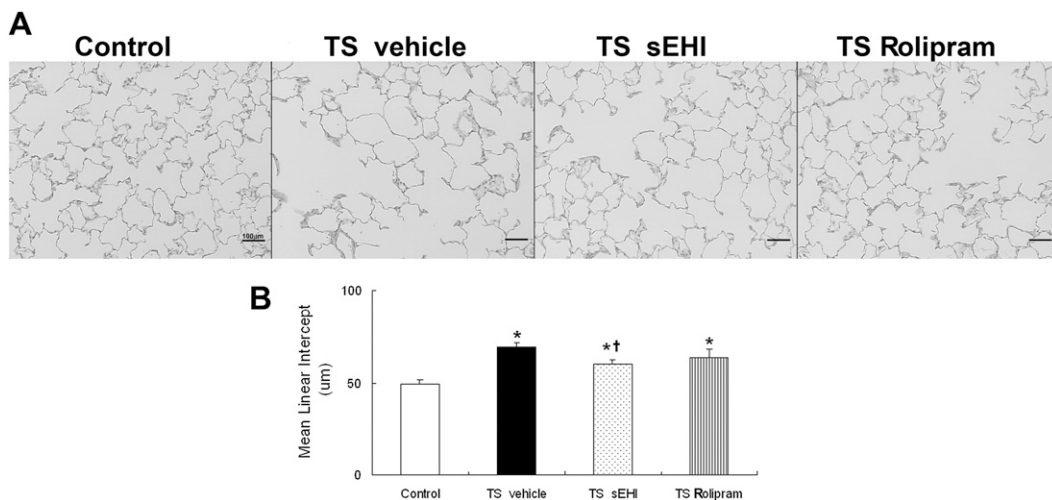 A
Control TS vehicle TS sEHI TS Rolipram
100µm
B
100
50
0
Mean Linear Intercept
(um)
*
*†
*
Control TS vehicle TS sEHI TS Rolipram